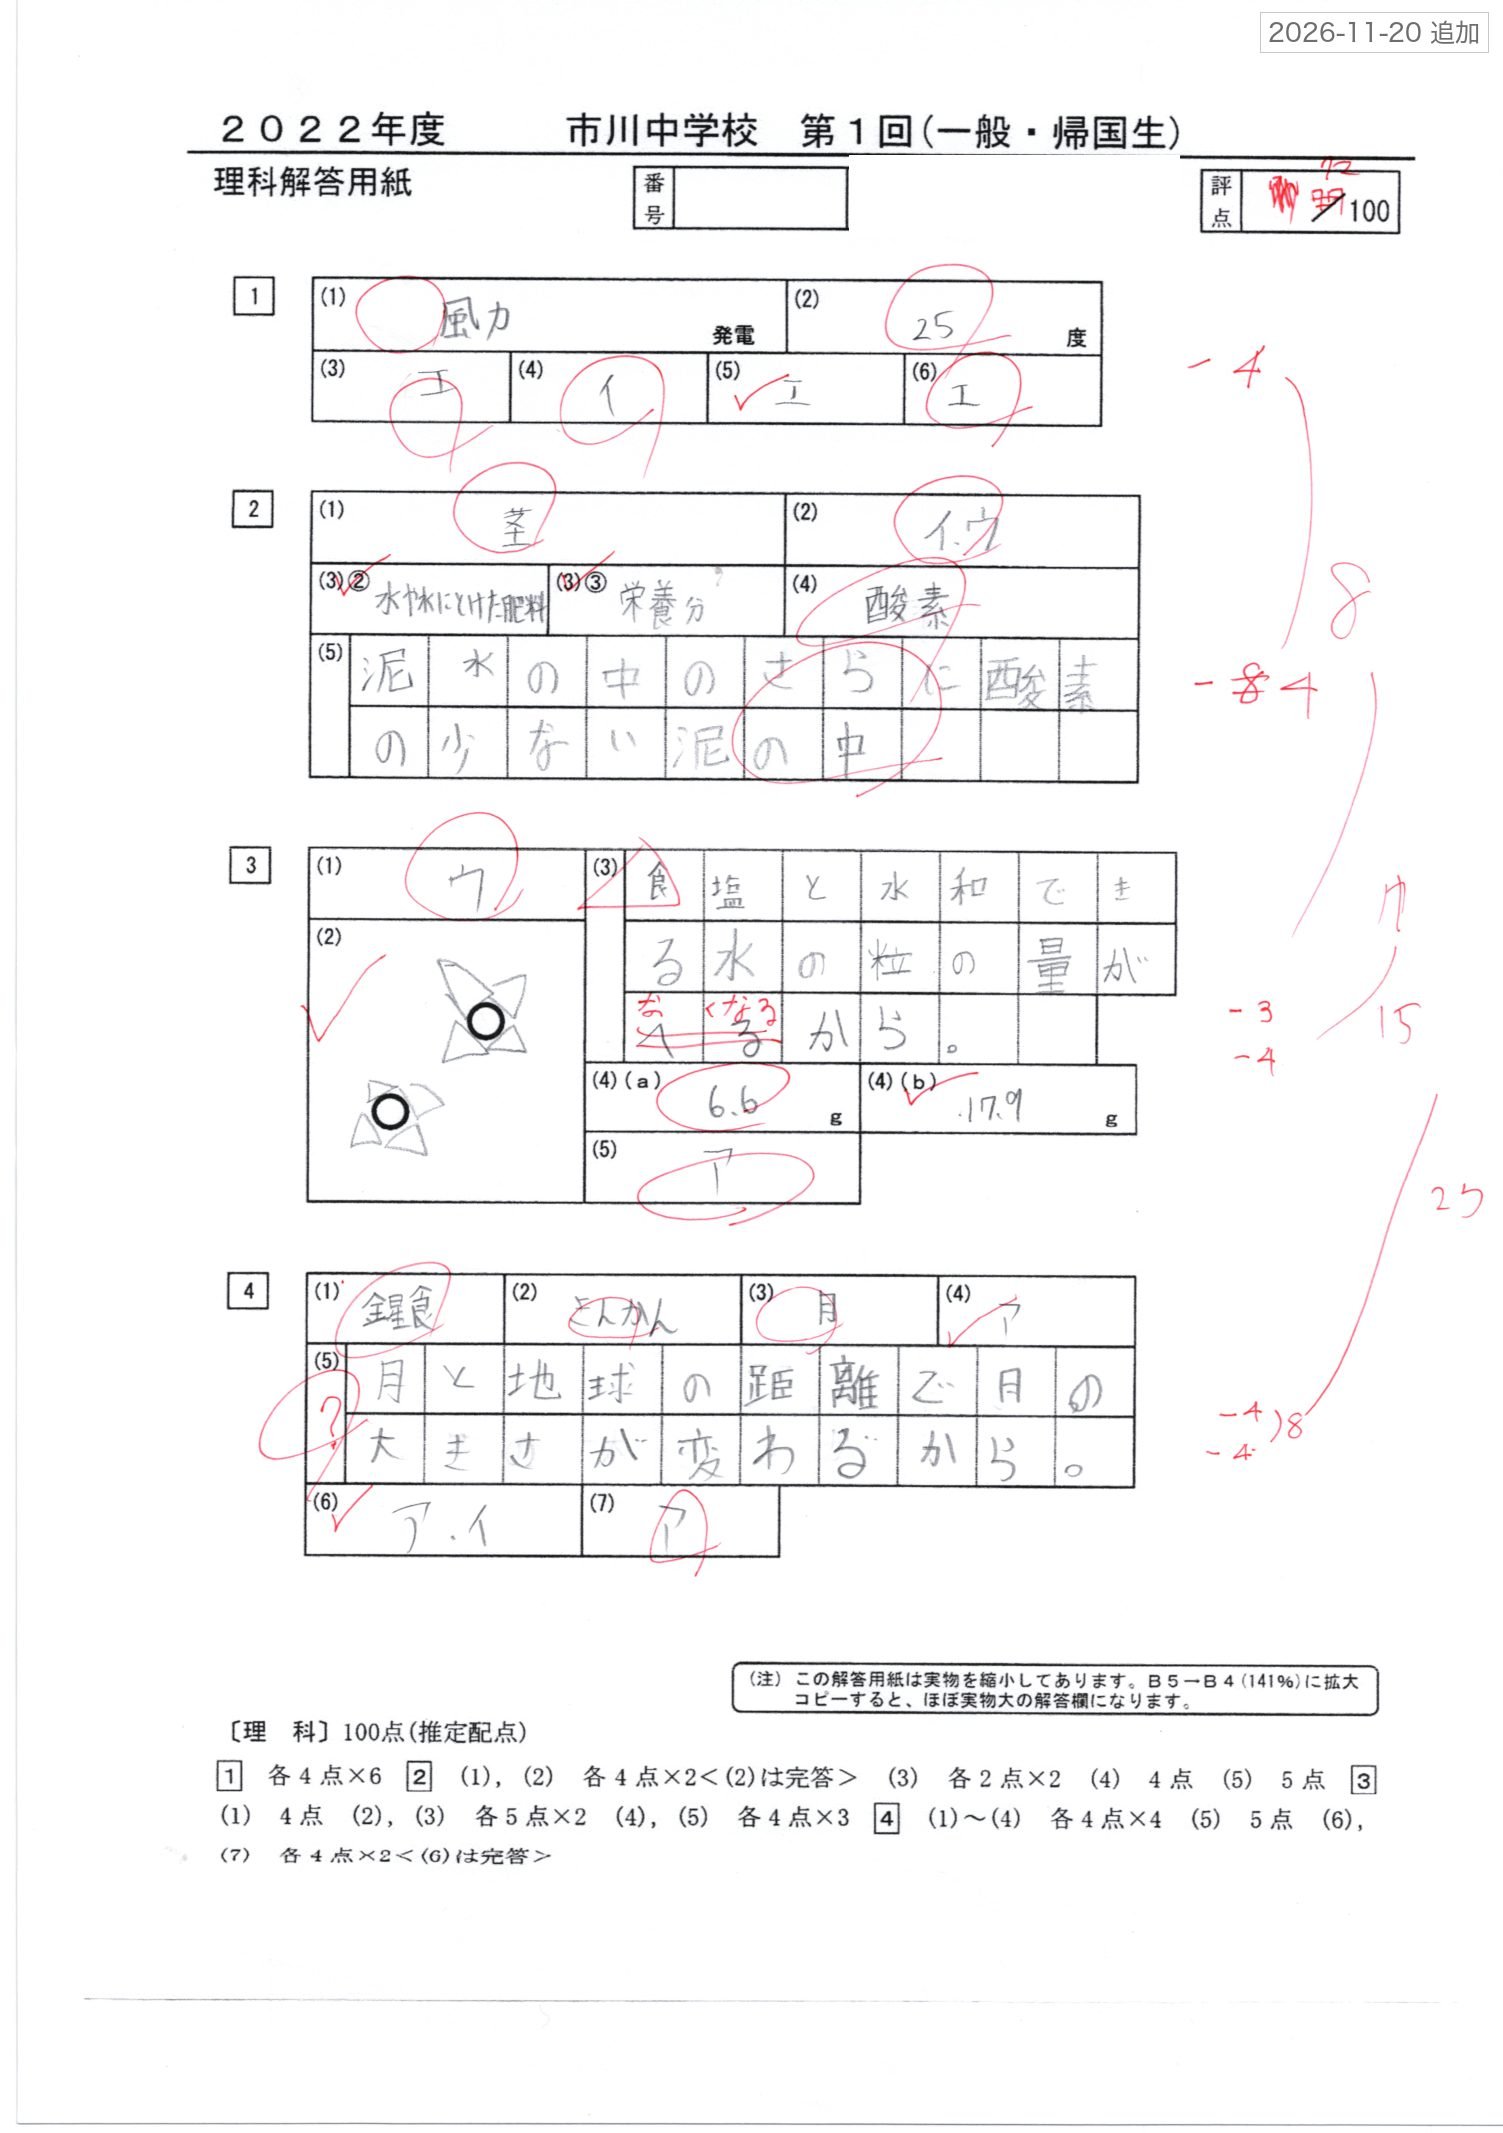 2026-11-20 追加
2022年度 市川中学校 第1回(一般・帰国生)
理科解答用紙
番号
評点 72/100
1
(1) 風力 発電
(2) 25 度
(3) エ
(4) イ
(5) エ
(6) エ
-4
2
(1) 茎
(2) イ.ウ
(3)② 水や水にとけた肥料
(3)③ 栄養分
(4) 酸素
8
(5) 泥水の中のさらに酸素
の少ない泥の中
-8 4
3
(1) ウ
(2)
(3) 食塩と水和でき
る水の粒の量が
なくなる
へるから。
-3
-4
15
(4)(a) 6.6 g
(4)(b) 17.9 g
(5) ア
4
(1) 金星食
(2) とんかん
(3) 月
(4) ア
(5) 月と地球の距離で月の
?
大きさが変わるから。
-4
-4
8
(6) ア.イ
(7) ア
(注) この解答用紙は実物を縮小してあります。B5→B4(141%)に拡大
コピーすると、ほぼ実物大の解答欄になります。
〔理 科〕100点(推定配点)
1 各4点×6 2 (1), (2) 各4点×2<(2)は完答> (3) 各2点×2 (4) 4点 (5) 5点 3
(1) 4点 (2), (3) 各5点×2 (4), (5) 各4点×3 4 (1)~(4) 各4点×4 (5) 5点 (6),
(7) 各4点×2<(6)は完答>